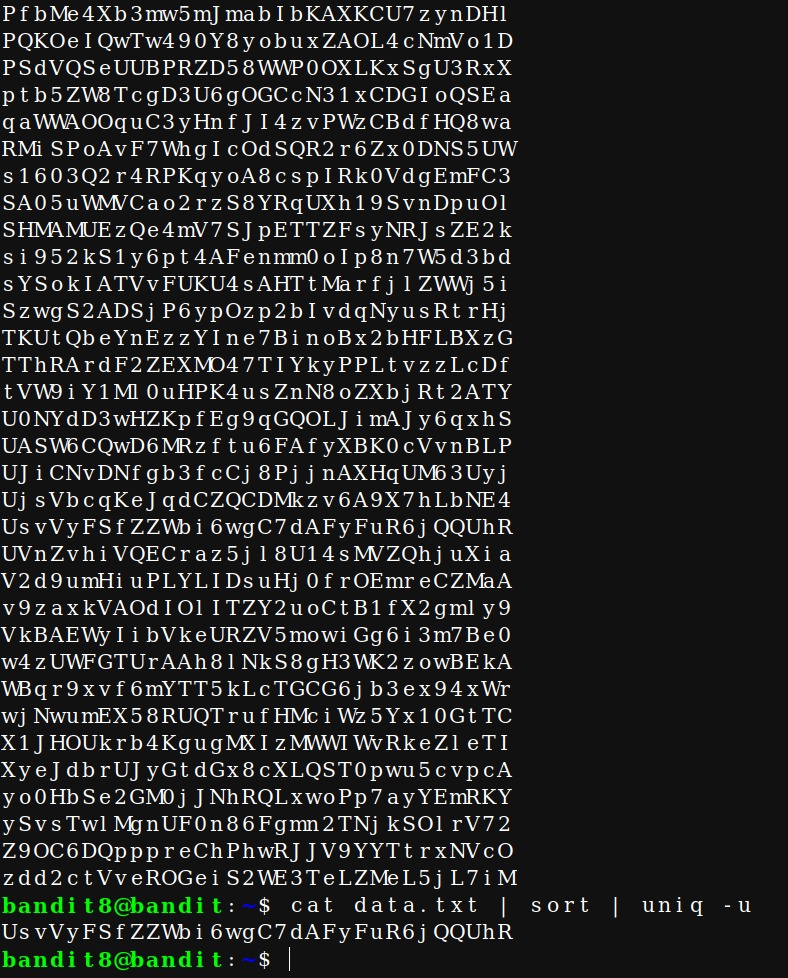 PfbMe4Xb3mw5mJmabIbKAXKCU7zynDHl
PQKOeIQwTw490Y8yobuxZAOL4cNmVo1D
PSdVQSeUUBPRZD58WWP0OXLKxSgU3RxX
ptb5ZW8TcgD3U6gOGCcN31xCDGIoQSEa
qaWWAOOquC3yHnfJI4zvPWzCBdfHQ8wa
RMiSPoAvF7WhgIcOdSQR2r6Zx0DNS5UW
s1603Q2r4RPKqyoA8cspIRk0VdgEmFC3
SA05uWMVCao2rzS8YRqUXh19SvnDpuOl
SHMAMUEzQe4mV7SJpETTZFsyNRJsZE2k
si952kS1y6pt4AFenmm0oIp8n7W5d3bd
sYSokIATVvFUKU4sAHTtMarfjlZWWj5i
SzwgS2ADSjP6ypOzp2bIvdqNyusRtrHj
TKUtQbeYnEzzYIne7BinoBx2bHFLBXzG
TThRArdF2ZEXMO47TIYkyPPLtvzzLcDf
tVW9iY1Ml0uHPK4usZnN8oZXbjRt2ATY
U0NYdD3wHZKpfEg9qGQOLJimAJy6qxhS
UASW6CQwD6MRzftu6FAfyXBK0cVvnBLP
UJiCNvDNfgb3fcCj8PjjnAXHqUM63Uyj
UjsVbcqKeJqdCZQCDMkzv6A9X7hLbNE4
UsvVyFSfZZWbi6wgC7dAFyFuR6jQQUhR
UVnZvhiVQECraz5jl8U14sMVZQhjuXia
V2d9umHiuPLYLIDsuHj0frOEmreCZMaA
v9zaxkVAOdIOlITZY2uoCtB1fX2gmly9
VkBAEWyIibVkeURZV5mowiGg6i3m7Be0
w4zUWFGTUrAAh8lNkS8gH3WK2zowBEkA
WBqr9xvf6mYTT5kLcTGCG6jb3ex94xWr
wjNwumEX58RUQTrufHMciWz5Yx10GtTC
X1JHOUkrb4KgugMXIzMWWIWvRkeZleTI
XyeJdbrUJyGtdGx8cXLQST0pwu5cvpcA
yo0HbSe2GM0jJNhRQLxwoPp7ayYEmRKY
ySvsTwlMgnUF0n86Fgmn2TNjkSOlrV72
Z9OC6DQpppreChPhwRJJV9YYTtrxNVcO
zdd2ctVveROGeiS2WE3TeLZMeL5jL7iM
bandit8@bandit:~$ cat data.txt | sort | uniq -u
UsvVyFSfZZWbi6wgC7dAFyFuR6jQQUhR
bandit8@bandit:~$